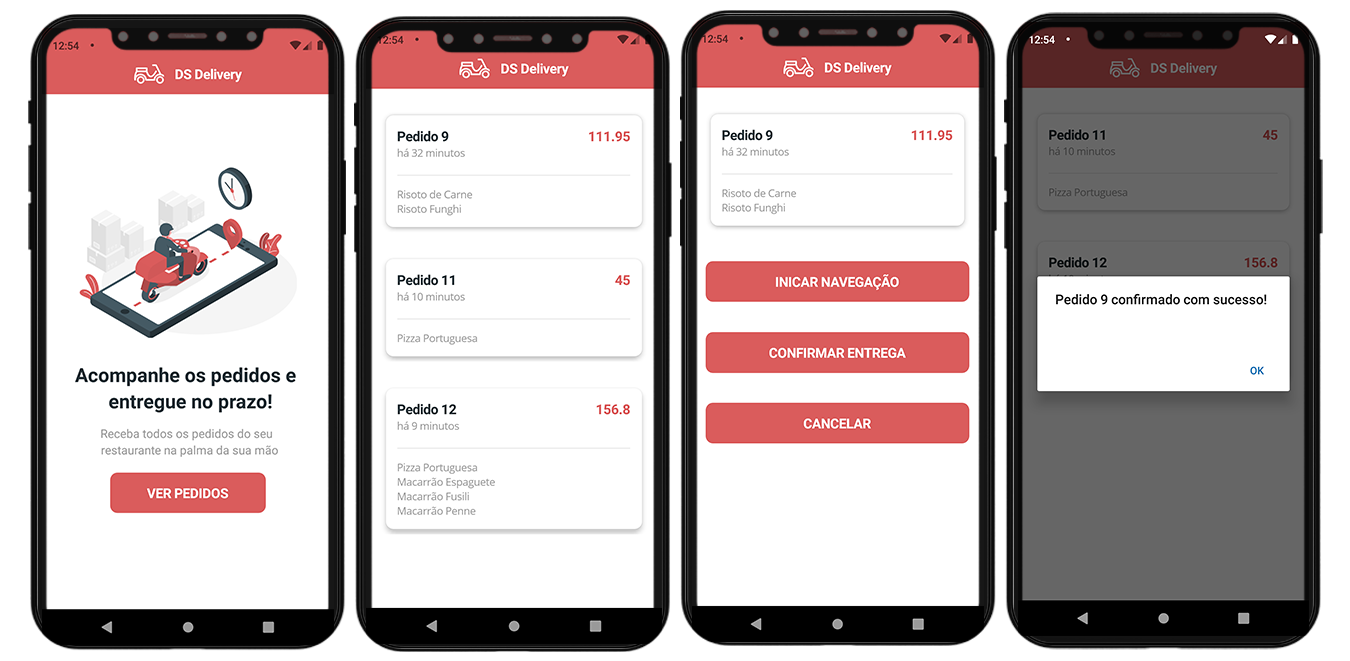 12:54
DS Delivery
Acompanhe os pedidos e
entregue no prazo!
Receba todos os pedidos do seu
restaurante na palma da sua mão
VER PEDIDOS
12:54
DS Delivery
Pedido 9 111.95
há 32 minutos
Risoto de Carne
Risoto Funghi
Pedido 11 45
há 10 minutos
Pizza Portuguesa
Pedido 12 156.8
há 9 minutos
Pizza Portuguesa
Macarrão Espaguete
Macarrão Fusili
Macarrão Penne
12:54
DS Delivery
Pedido 9 111.95
há 32 minutos
Risoto de Carne
Risoto Funghi
INICAR NAVEGAÇÃO
CONFIRMAR ENTREGA
CANCELAR
12:54
DS Delivery
Pedido 11 45
há 10 minutos
Pizza Portuguesa
Pedido 12 156.8
Pedido 9 confirmado com sucesso!
OK